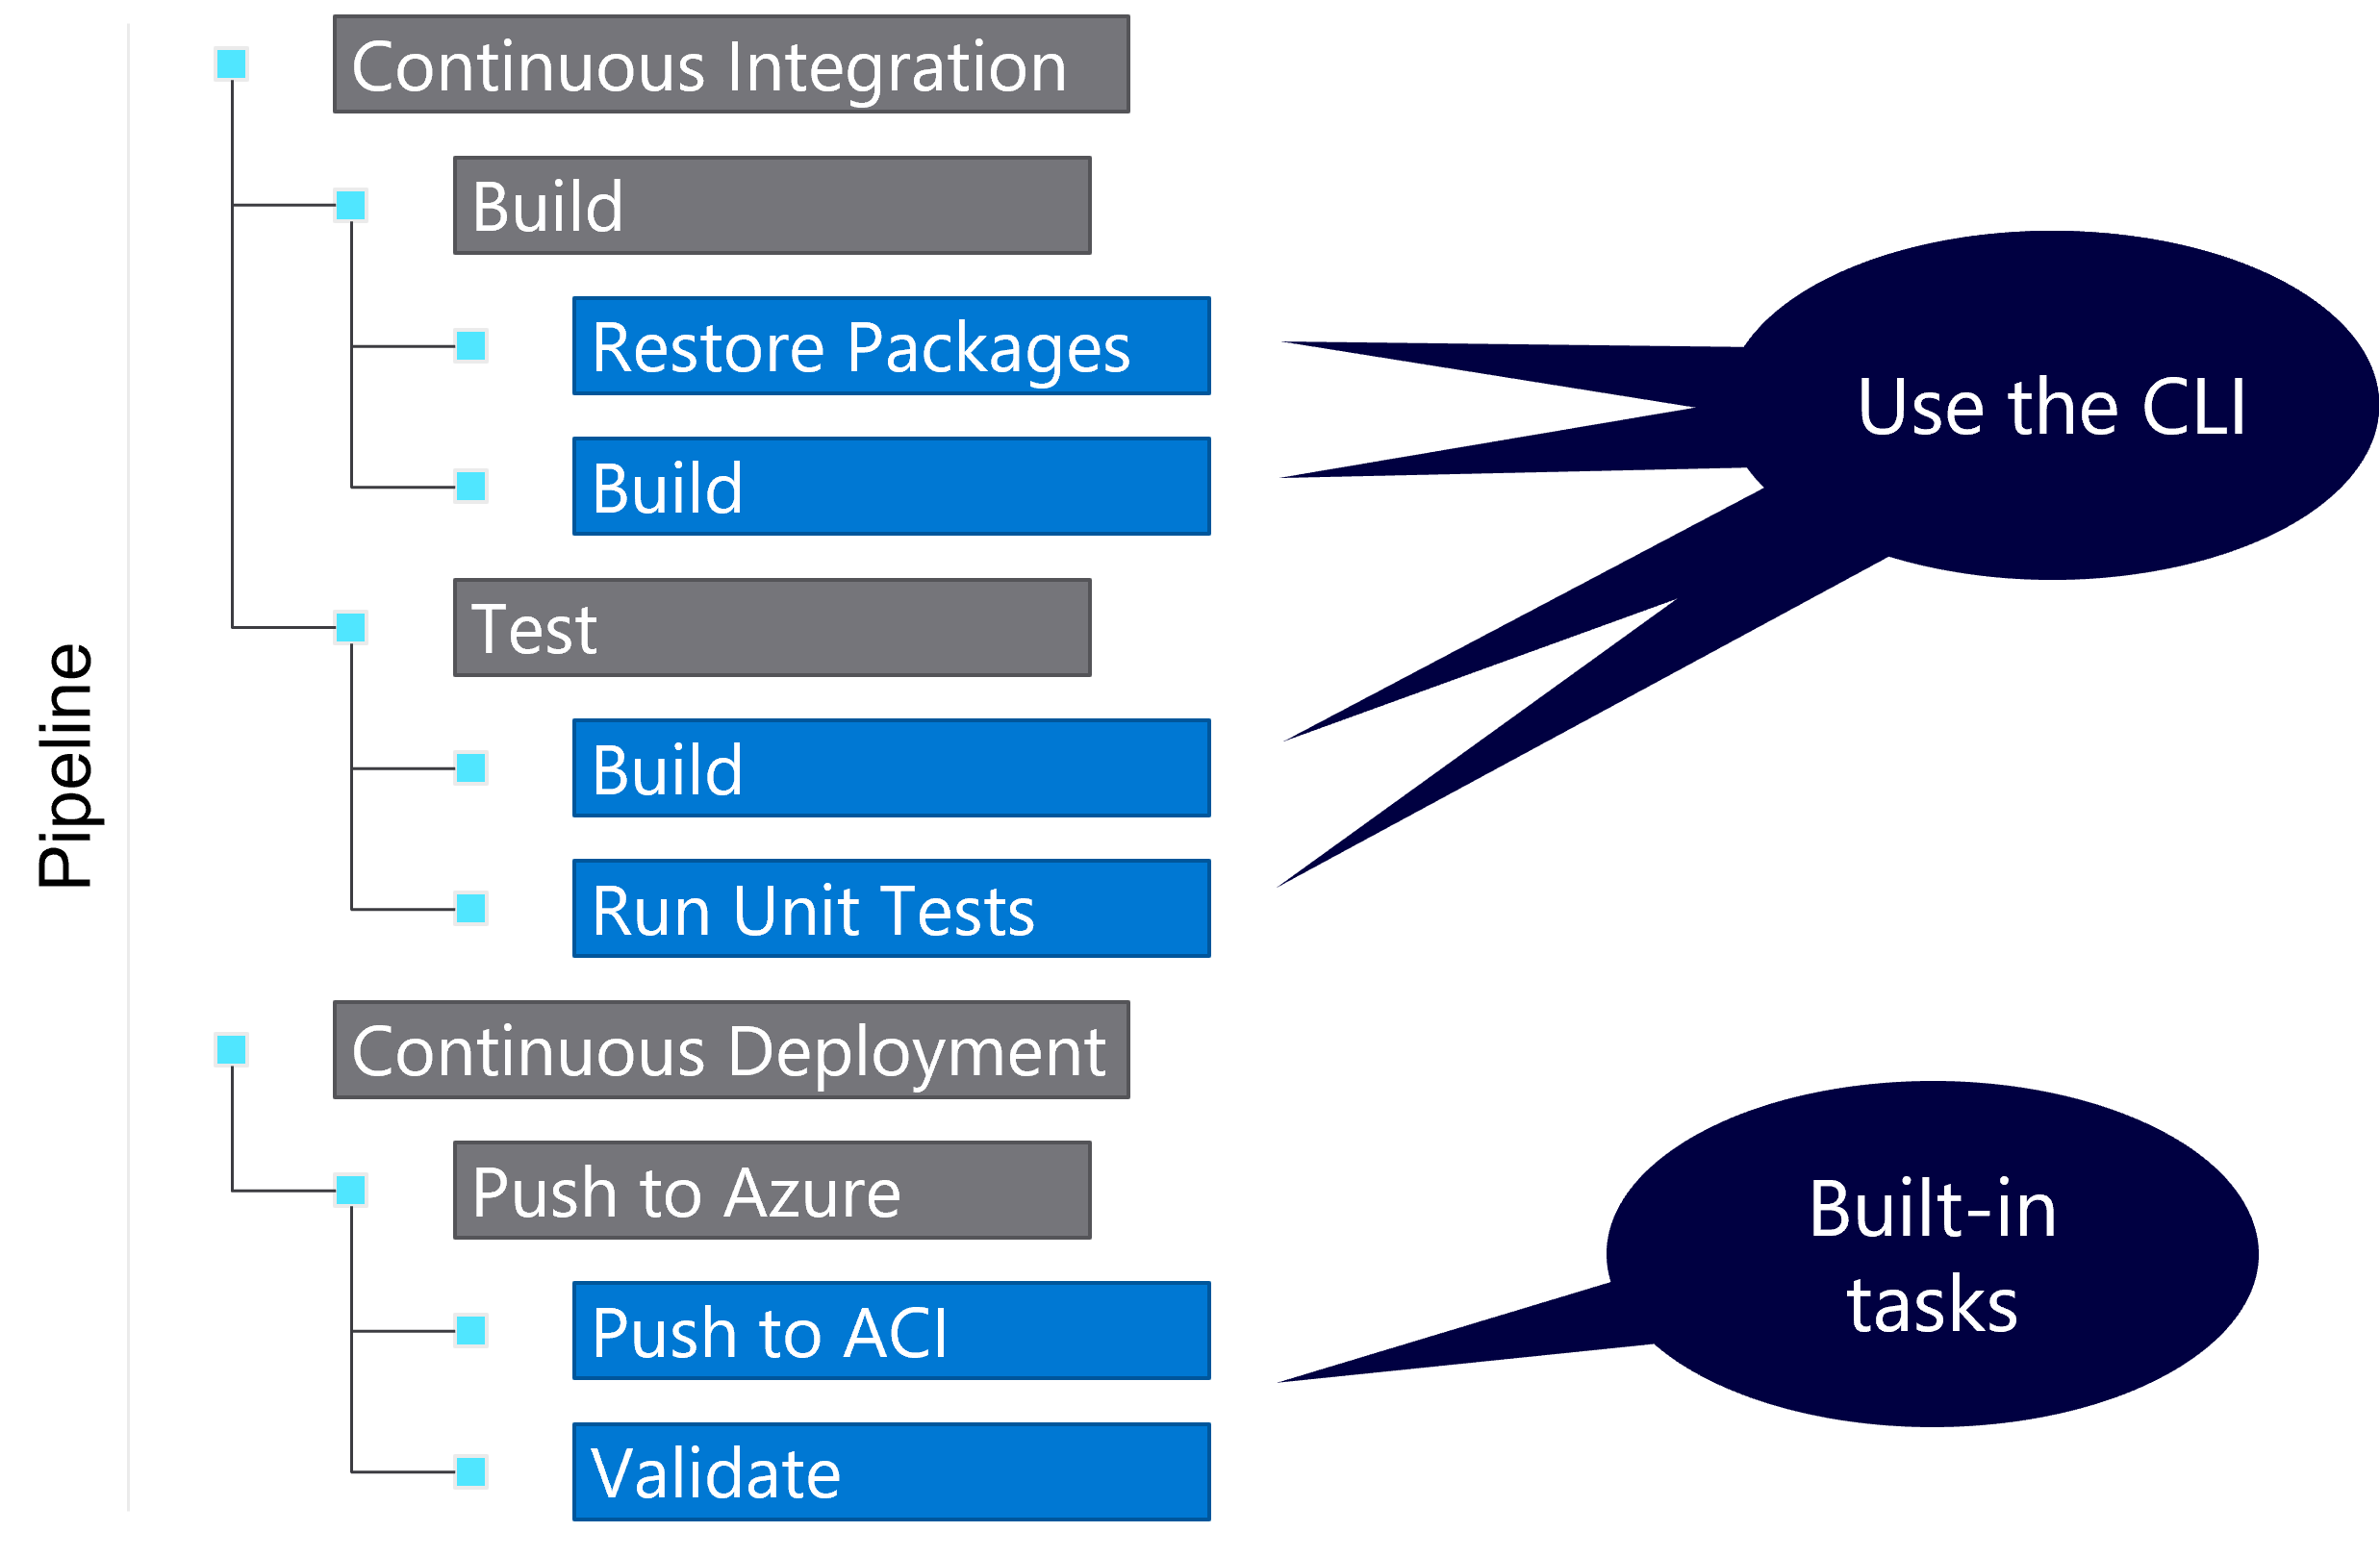 Pipeline
Continuous Integration
Build
Restore Packages
Build
Test
Build
Run Unit Tests
Continuous Deployment
Push to Azure
Push to ACI
Validate
Use the CLI
Built-in
tasks